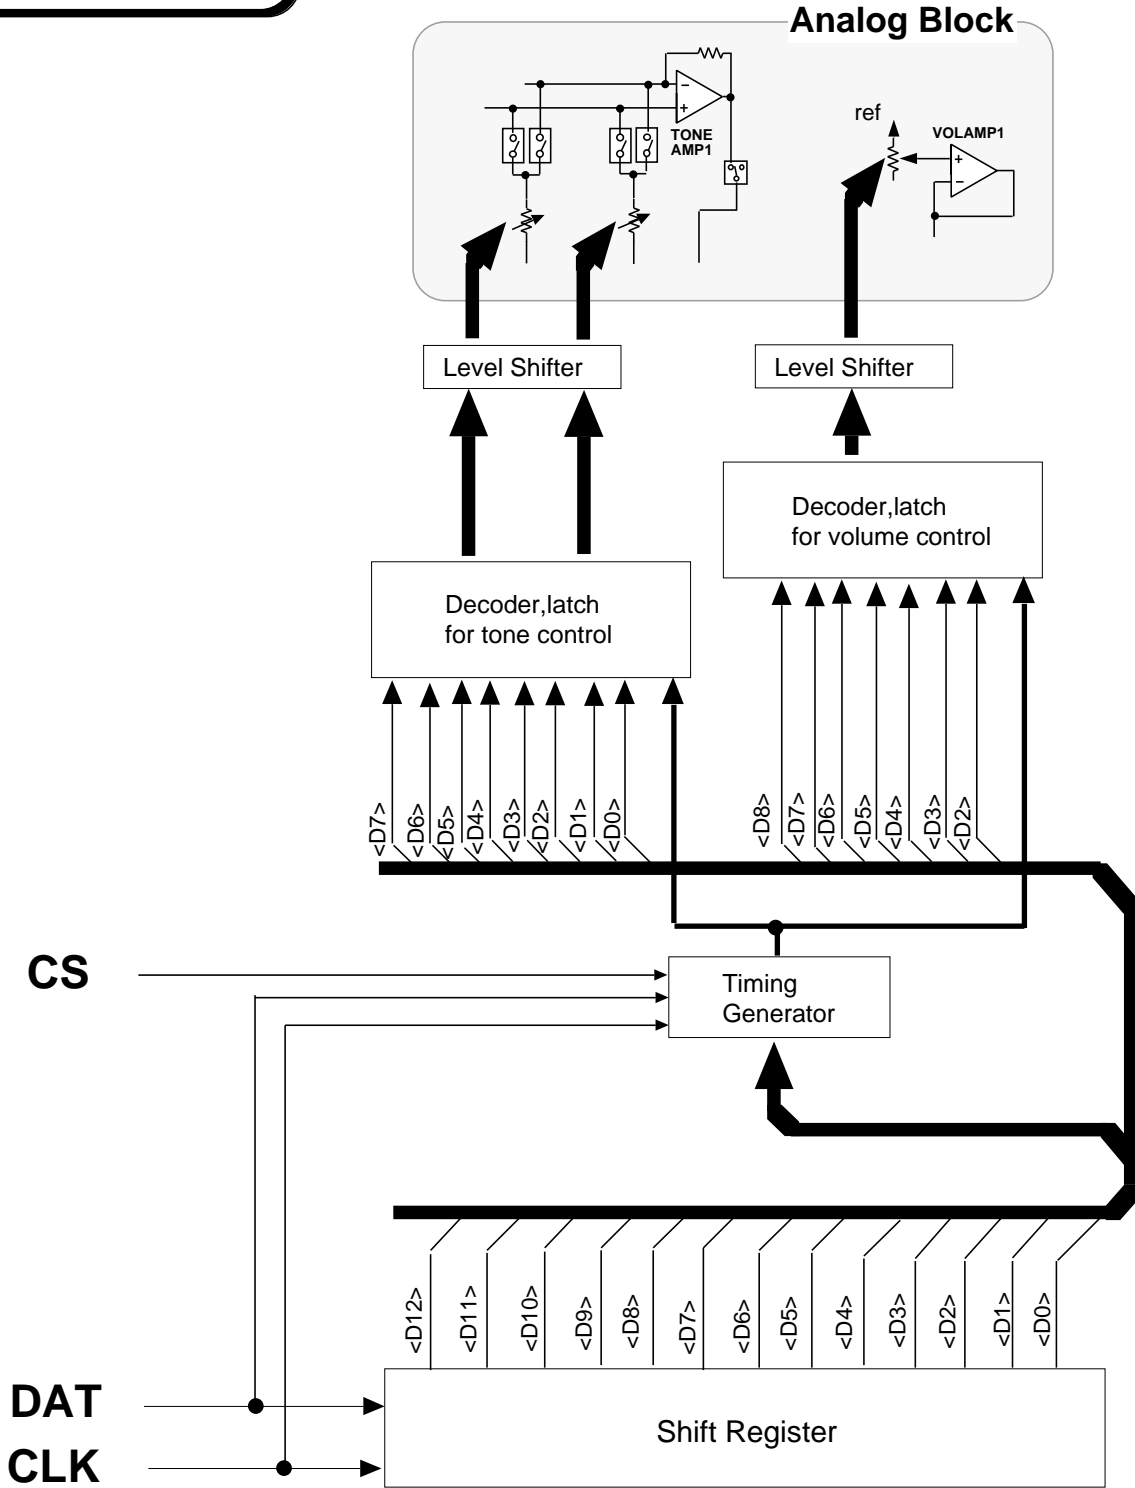 Analog Block
TONE
AMP1
ref
VOLAMP1
Level Shifter
Level Shifter
Decoder,latch
for volume control
Decoder,latch
for tone control
<D7>
<D6>
<D5>
<D4>
<D3>
<D2>
<D1>
<D0>
<D8>
<D7>
<D6>
<D5>
<D4>
<D3>
<D2>
CS
Timing
Generator
<D12>
<D11>
<D10>
<D9>
<D8>
<D7>
<D6>
<D5>
<D4>
<D3>
<D2>
<D1>
<D0>
DAT
Shift Register
CLK